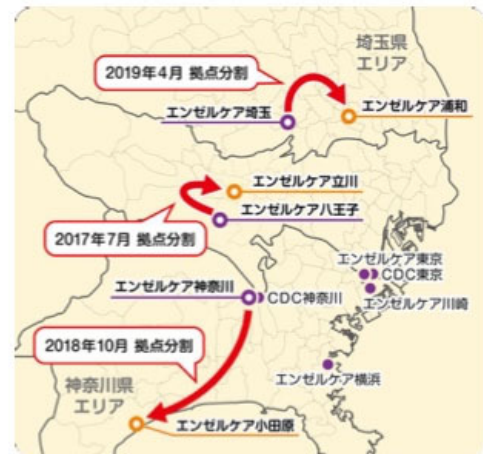 埼玉県
エリア
2019年4月 拠点分割
エンゼルケア埼玉
エンゼルケア浦和
エンゼルケア立川
エンゼルケア八王子
2017年7月 拠点分割
エンゼルケア東京
CDC東京
エンゼルケア神奈川
CDC神奈川
エンゼルケア川崎
2018年10月 拠点分割
エンゼルケア横浜
神奈川県
エリア
エンゼルケア小田原